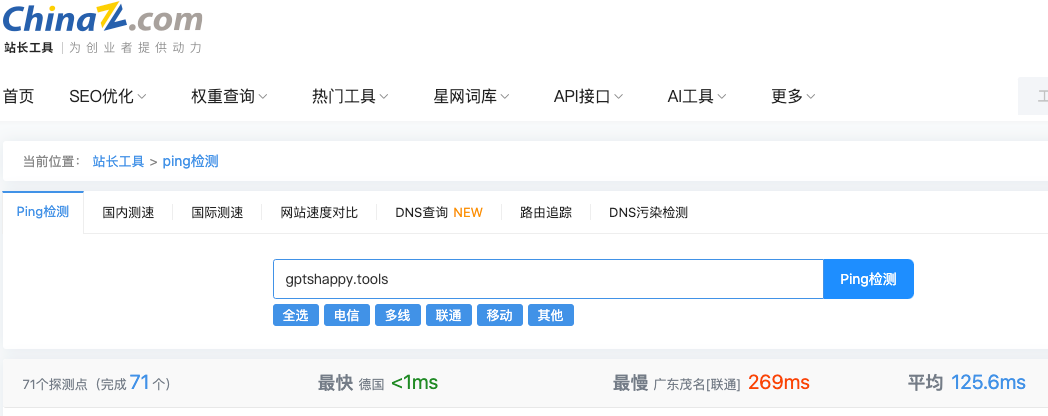 ChinaZ.com
站长工具 | 为创业者提供动力
首页 SEO优化 权重查询 热门工具 星网词库 API接口 AI工具 更多
当前位置： 站长工具 > ping检测
Ping检测 国内测速 国际测速 网站速度对比 DNS查询 NEW 路由追踪 DNS污染检测
gptshappy.tools Ping检测
全选 电信 多线 联通 移动 其他
71个探测点（完成71个） 最快 德国 <1ms 最慢 广东茂名[联通] 269ms 平均 125.6ms